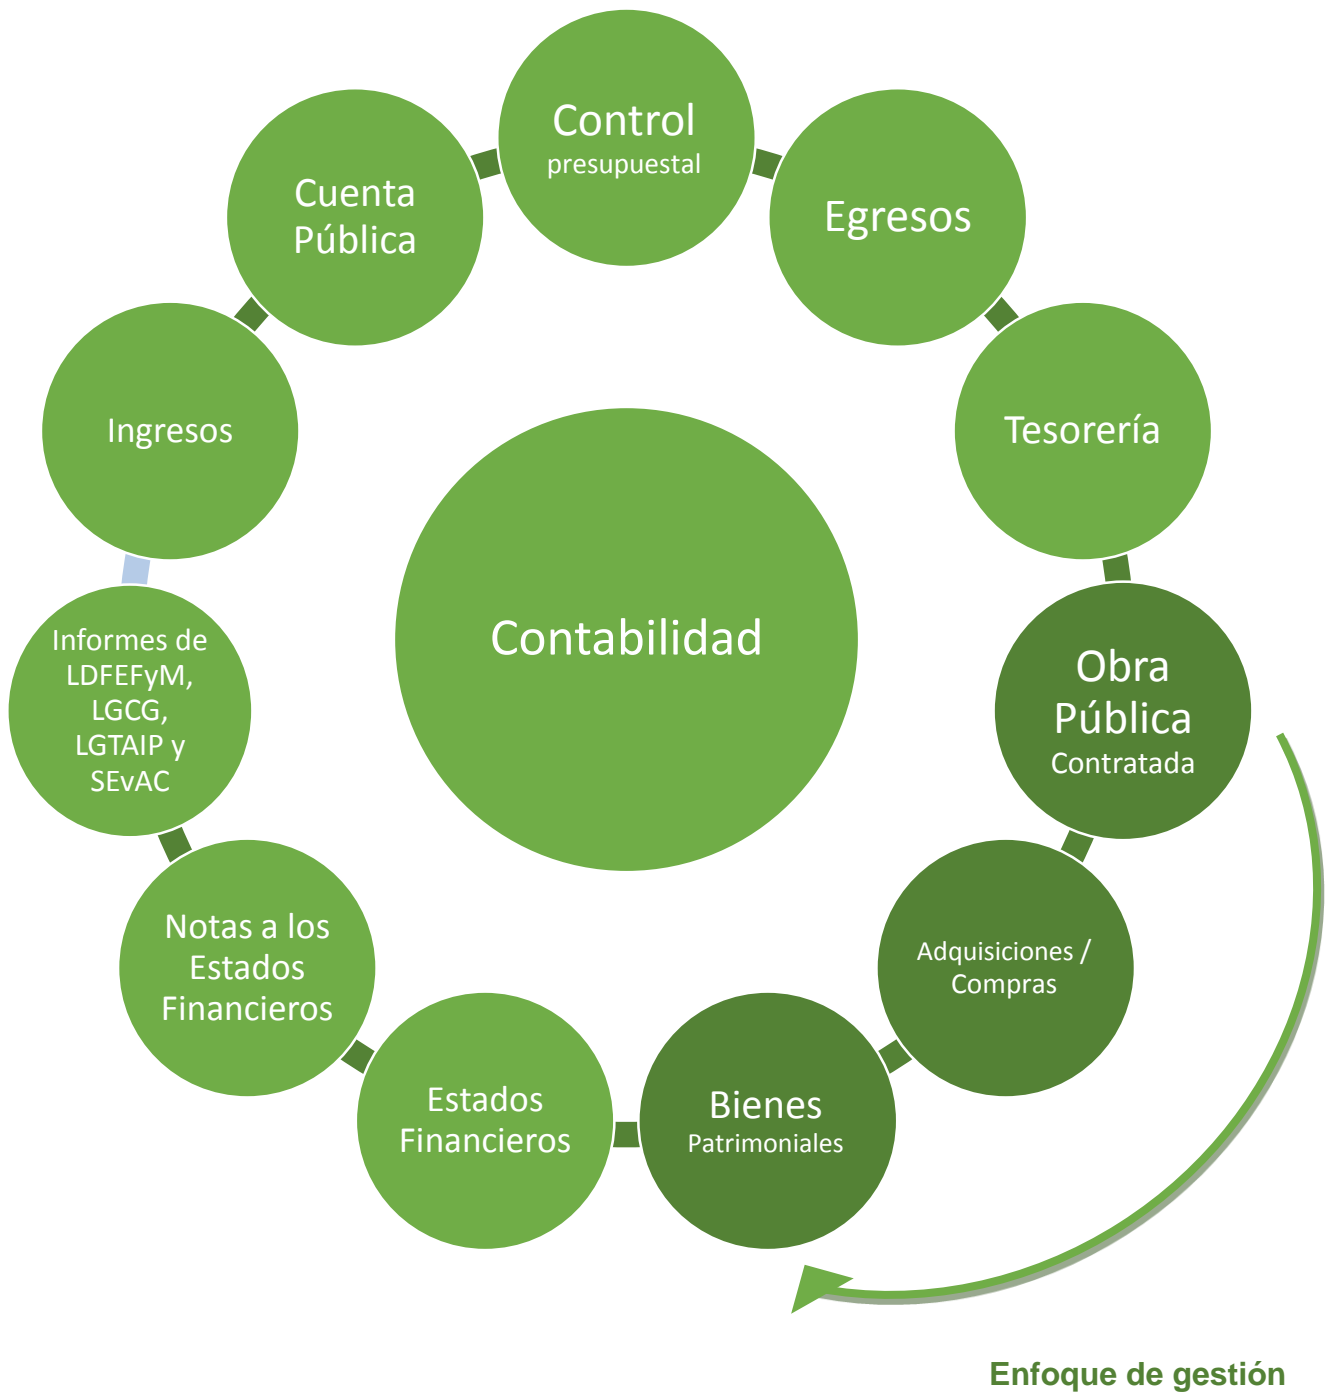 Control
presupuestal
Egresos
Tesorería
Obra
Pública
Contratada
Adquisiciones /
Compras
Bienes
Patrimoniales
Estados
Financieros
Notas a los
Estados
Financieros
Informes de
LDFEFyM,
LGCG,
LGTAIP y
SEvAC
Ingresos
Cuenta
Pública
Contabilidad
Enfoque de gestión